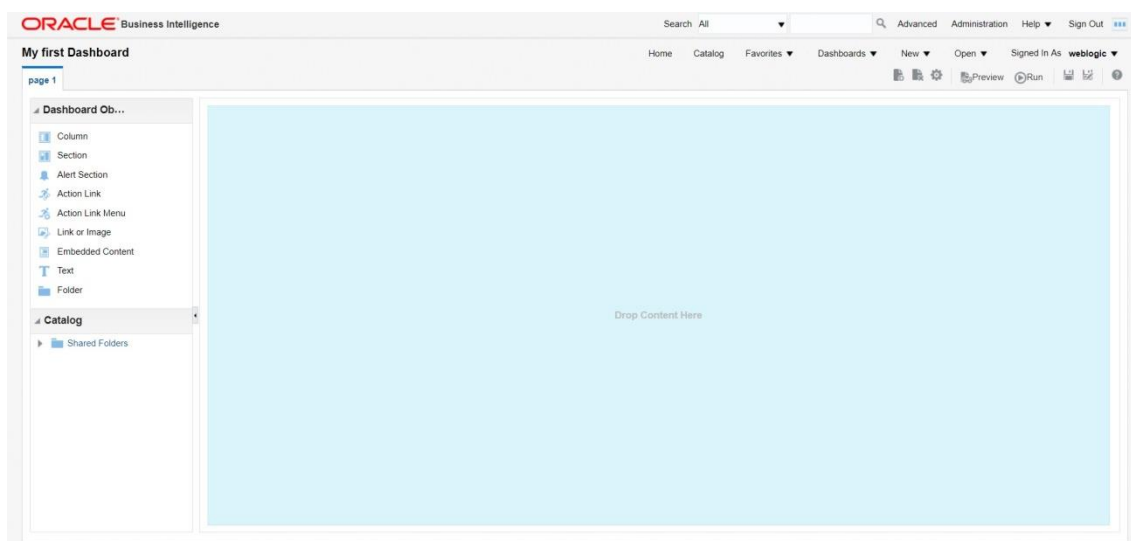 ORACLE Business Intelligence
Search All
Advanced Administration Help Sign Out
My first Dashboard
Home Catalog Favorites Dashboards New Open Signed In As weblogic
page 1
Preview Run
Dashboard Ob...
Column
Section
Alert Section
Action Link
Action Link Menu
Link or Image
Embedded Content
Text
Folder
Catalog
Shared Folders
Drop Content Here